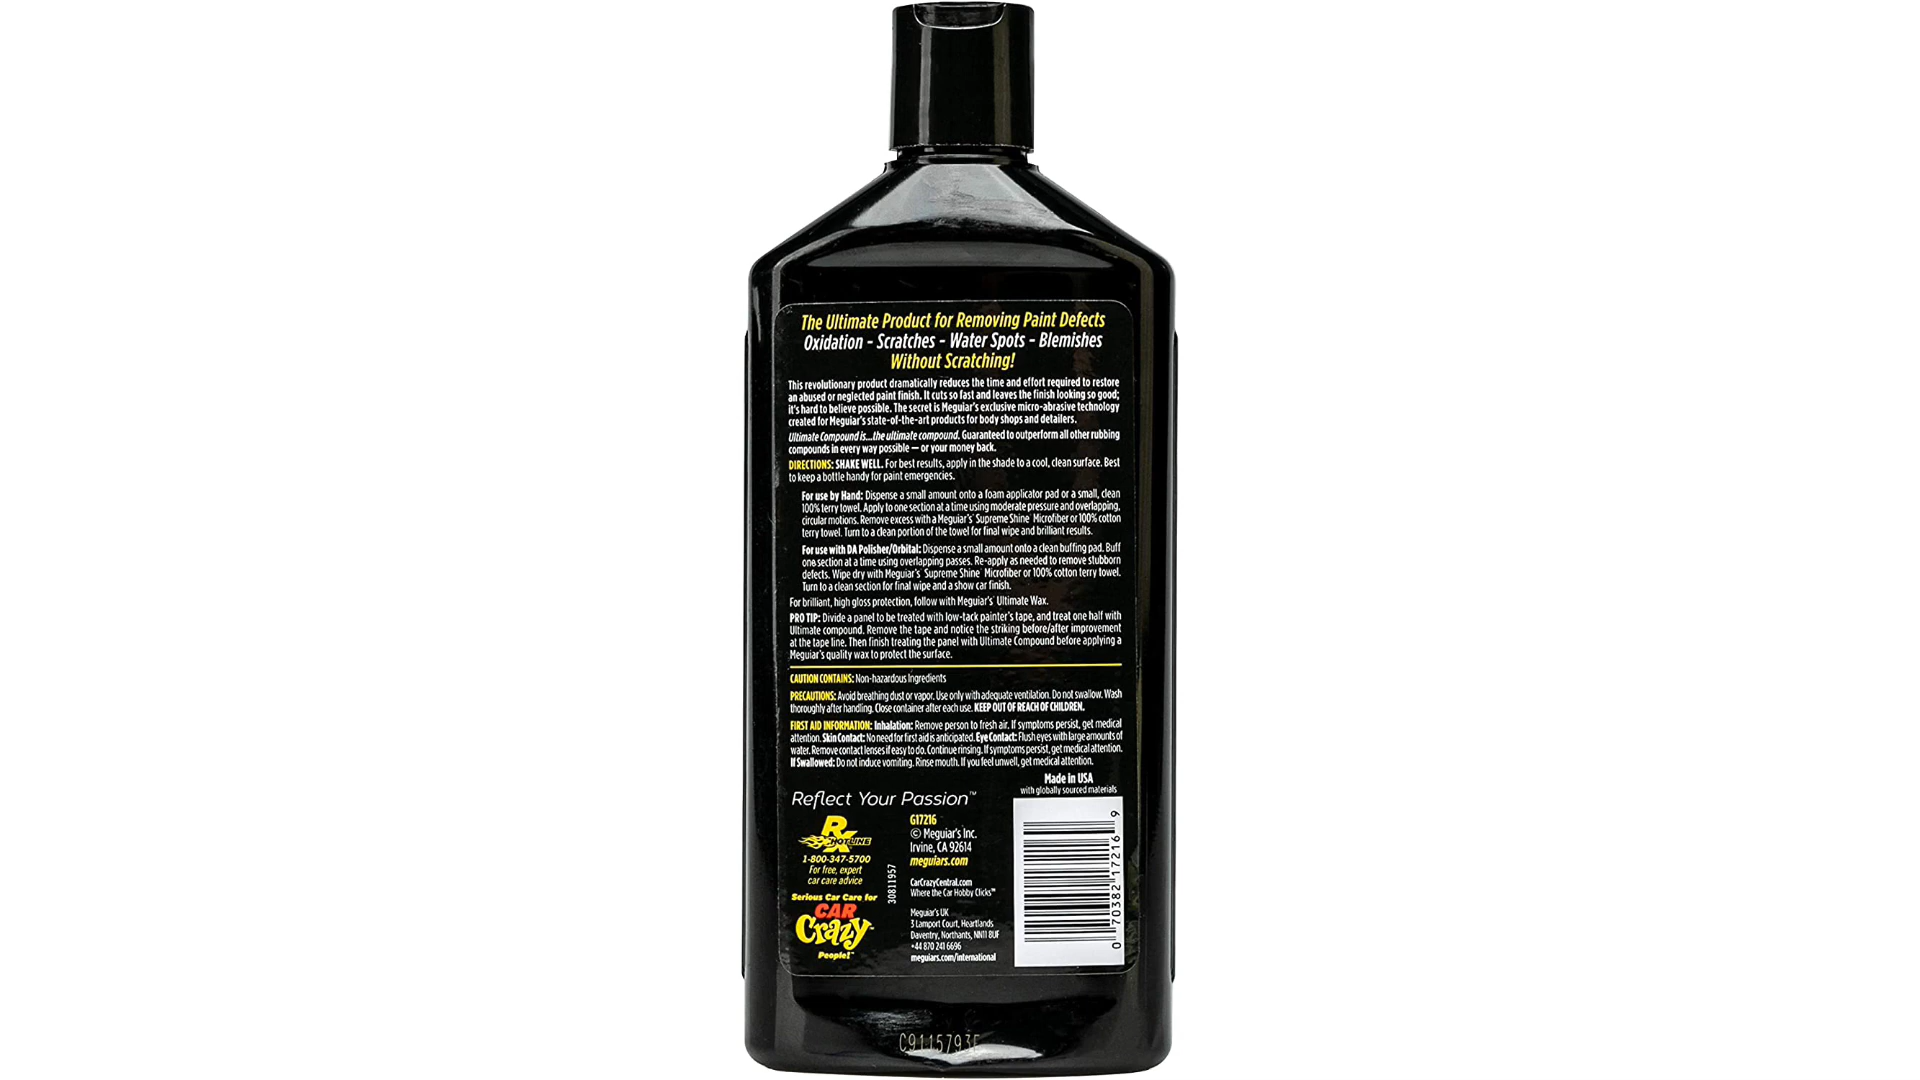 The Ultimate Product for Removing Paint Defects
Oxidation - Scratches - Water Spots - Blemishes
Without Scratching!
This revolutionary product dramatically reduces the time and effort required to restore
an abused or neglected paint finish. It cuts so fast and leaves the finish looking so good;
it's hard to believe possible. The secret is Meguiar's exclusive micro-abrasive technology
created for Meguiar's state-of-the-art products for body shops and detailers.
Ultimate Compound is...the ultimate compound. Guaranteed to outperform all other rubbing
compounds in every way possible — or your money back.
DIRECTIONS: SHAKE WELL. For best results, apply in the shade to a cool, clean surface. Best
to keep a bottle handy for paint emergencies.
For use by Hand: Dispense a small amount onto a foam applicator pad or a small, clean
100% terry towel. Apply to one section at a time using moderate pressure and overlapping,
circular motions. Remove excess with a Meguiar's Supreme Shine Microfiber or 100% cotton
terry towel. Turn to a clean portion of the towel for final wipe and brilliant results.
For use with DA Polisher/Orbital: Dispense a small amount onto a clean buffing pad. Buff
one section at a time using overlapping passes. Re-apply as needed to remove stubborn
defects. Wipe dry with Meguiar's Supreme Shine Microfiber or 100% cotton terry towel.
Turn to a clean section for final wipe and a show car finish.
For brilliant, high gloss protection, follow with Meguiar's Ultimate Wax.
PRO TIP: Divide a panel to be treated with low-tack painter's tape, and treat one half with
Ultimate compound. Remove the tape and notice the striking before/after improvement
at the tape line. Then finish treating the panel with Ultimate Compound before applying a
Meguiar's quality wax to protect the surface.
CAUTION CONTAINS: Non-hazardous Ingredients
PRECAUTIONS: Avoid breathing dust or vapor. Use only with adequate ventilation. Do not swallow. Wash
thoroughly after handling. Close container after each use. KEEP OUT OF REACH OF CHILDREN.
FIRST AID INFORMATION: Inhalation: Remove person to fresh air. If symptoms persist, get medical
attention. Skin Contact: No need for first aid is anticipated. Eye Contact: Flush eyes with large amounts of
water. Remove contact lenses if easy to do. Continue rinsing. If symptoms persist, get medical attention.
If Swallowed: Do not induce vomiting. Rinse mouth. If you feel unwell, get medical attention.
Made in USA
with globally sourced materials
Reflect Your Passion™
Rx
HOTLINE
1-800-347-5700
For free, expert
car care advice
Serious Car Care for
CAR
Crazy™
People!™
30811957
G17216
© Meguiar's Inc.
Irvine, CA 92614
meguiars.com
CarCrazyCentral.com
Where the Car Hobby Clicks™
Meguiar's UK
3 Lamport Court, Heartlands
Daventry, Northants, NN11 8UF
+44 870 241 6696
meguiars.com/international
0 70382 17216 9
C9115793F